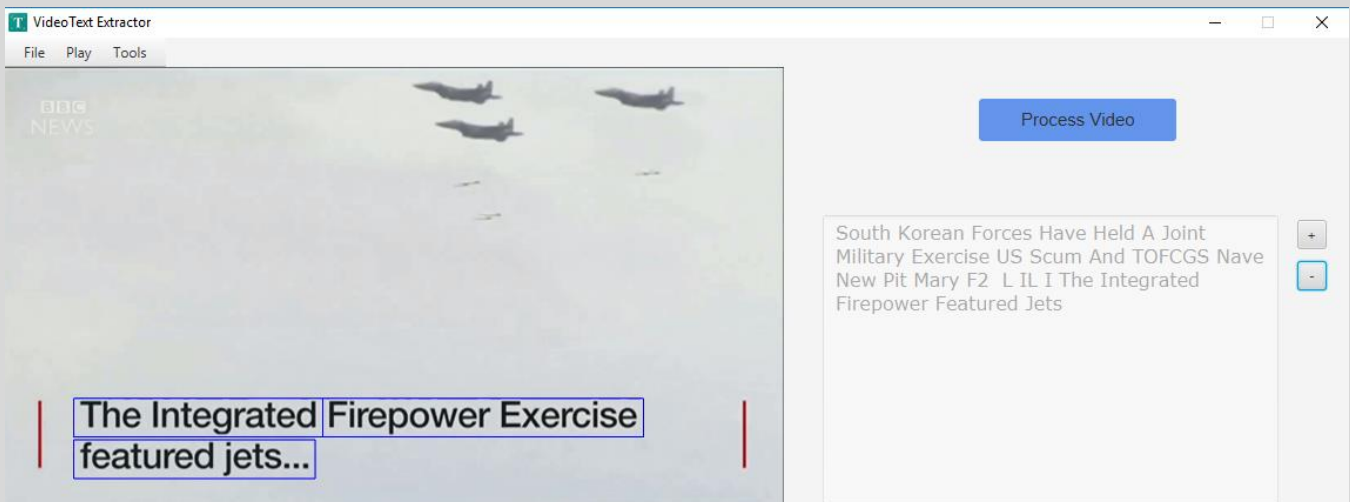 VideoText Extractor
File Play Tools
BBC
NEWS
Process Video
South Korean Forces Have Held A Joint
Military Exercise US Scum And TOFCGS Nave
New Pit Mary F2  L IL I The Integrated
Firepower Featured Jets
+
-
The Integrated Firepower Exercise
featured jets...